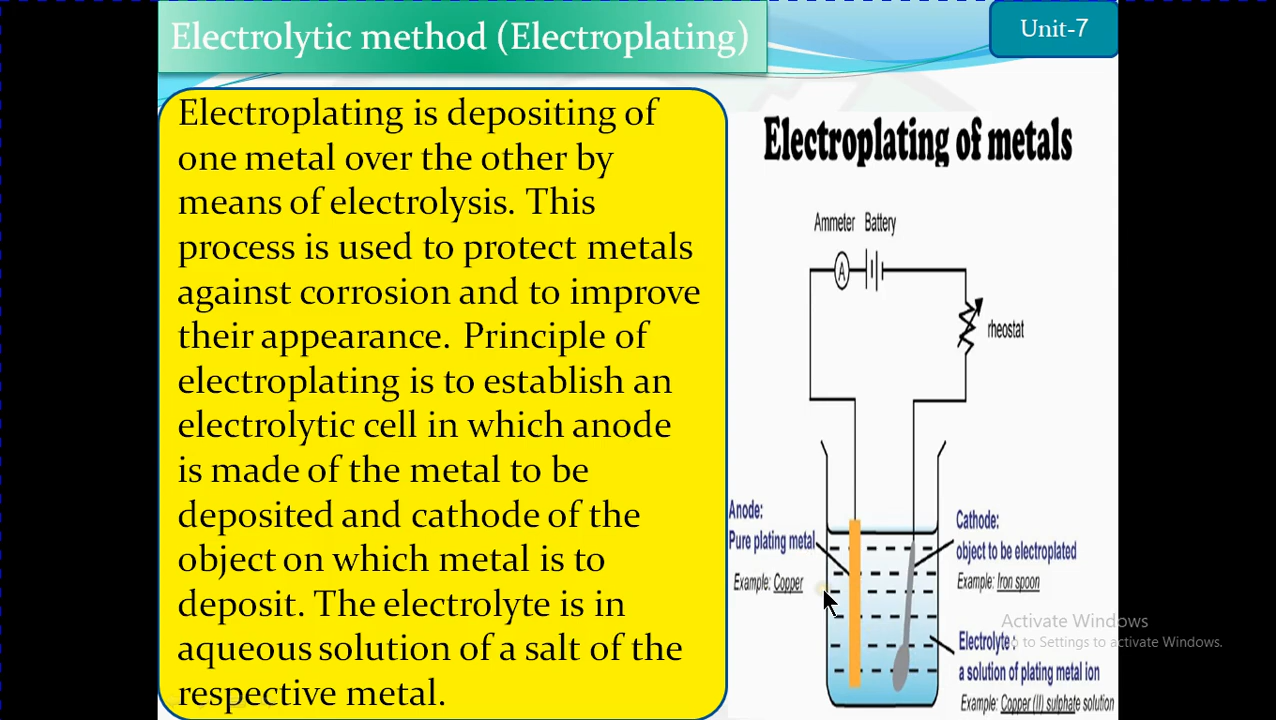 Electrolytic method (Electroplating)
Unit-7
Electroplating is depositing of
one metal over the other by
means of electrolysis. This
process is used to protect metals
against corrosion and to improve
their appearance. Principle of
electroplating is to establish an
electrolytic cell in which anode
is made of the metal to be
deposited and cathode of the
object on which metal is to
deposit. The electrolyte is in
aqueous solution of a salt of the
respective metal.
Electroplating of metals
Ammeter Battery
A
rheostat
Anode:
Pure plating metal
Example: Copper
Cathode:
object to be electroplated
Example: Iron spoon
Electrolyte:
a solution of plating metal ion
Example: Copper (II) sulphate solution
Activate Windows
Go to Settings to activate Windows.